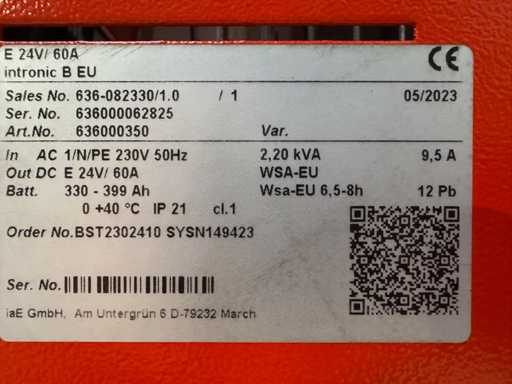 E 24V/ 60A
intronic B EU
CE
Sales No. 636-082330/1.0 / 1 05/2023
Ser. No. 636000062825
Art.No. 636000350 Var.
In AC 1/N/PE 230V 50Hz 2,20 kVA 9,5 A
Out DC E 24V/ 60A WSA-EU
Batt. 330 - 399 Ah Wsa-EU 6,5-8h 12 Pb
0 +40 °C IP 21 cl.1
Order No.BST2302410 SYSN149423
Ser. No.
iaE GmbH, Am Untergrün 6 D-79232 March